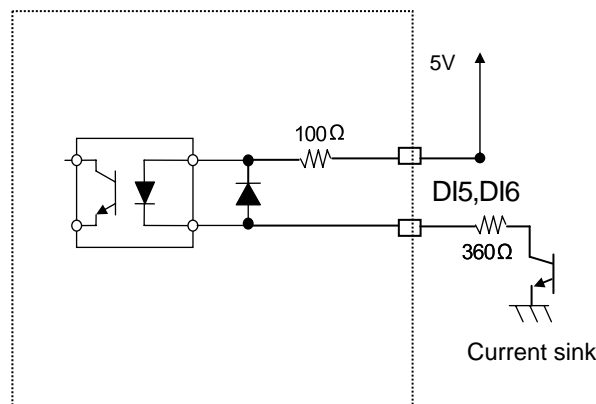 5V
100Ω
DI5,DI6
360Ω
Current sink